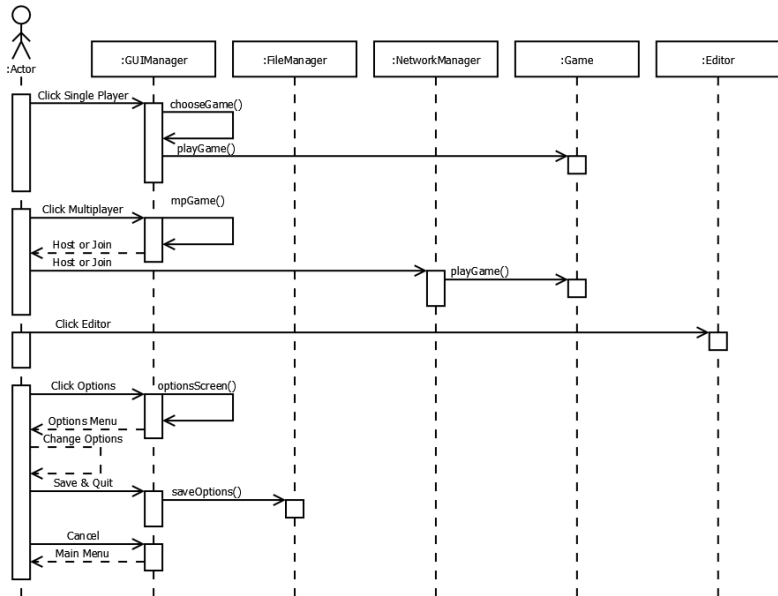 :Actor
:GUIManager
:FileManager
:NetworkManager
:Game
:Editor
Click Single Player
chooseGame()
playGame()
mpGame()
Click Multiplayer
Host or Join
Host or Join
playGame()
Click Editor
Click Options
optionsScreen()
Options Menu
Change Options
Save & Quit
saveOptions()
Cancel
Main Menu